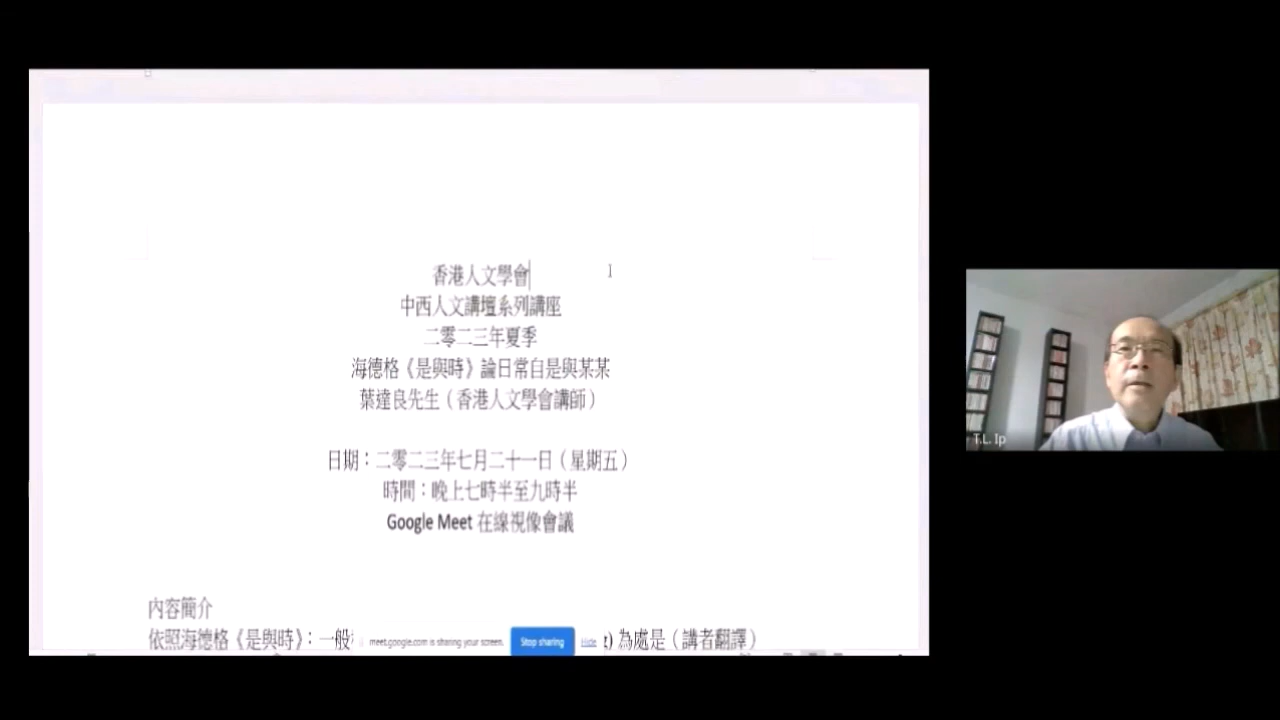 香港人文學會
中西人文講壇系列講座
二零二三年夏季
海德格《是與時》論日常自是與某某
葉達良先生（香港人文學會講師）
日期：二零二三年七月二十一日（星期五）
時間：晚上七時半至九時半
Google Meet 在線視像會議
內容簡介
依照海德格《是與時》：一般 meet.google.com is sharing your screen. Stop sharing Hide 為處是（講者翻譯）
T.L. Ip